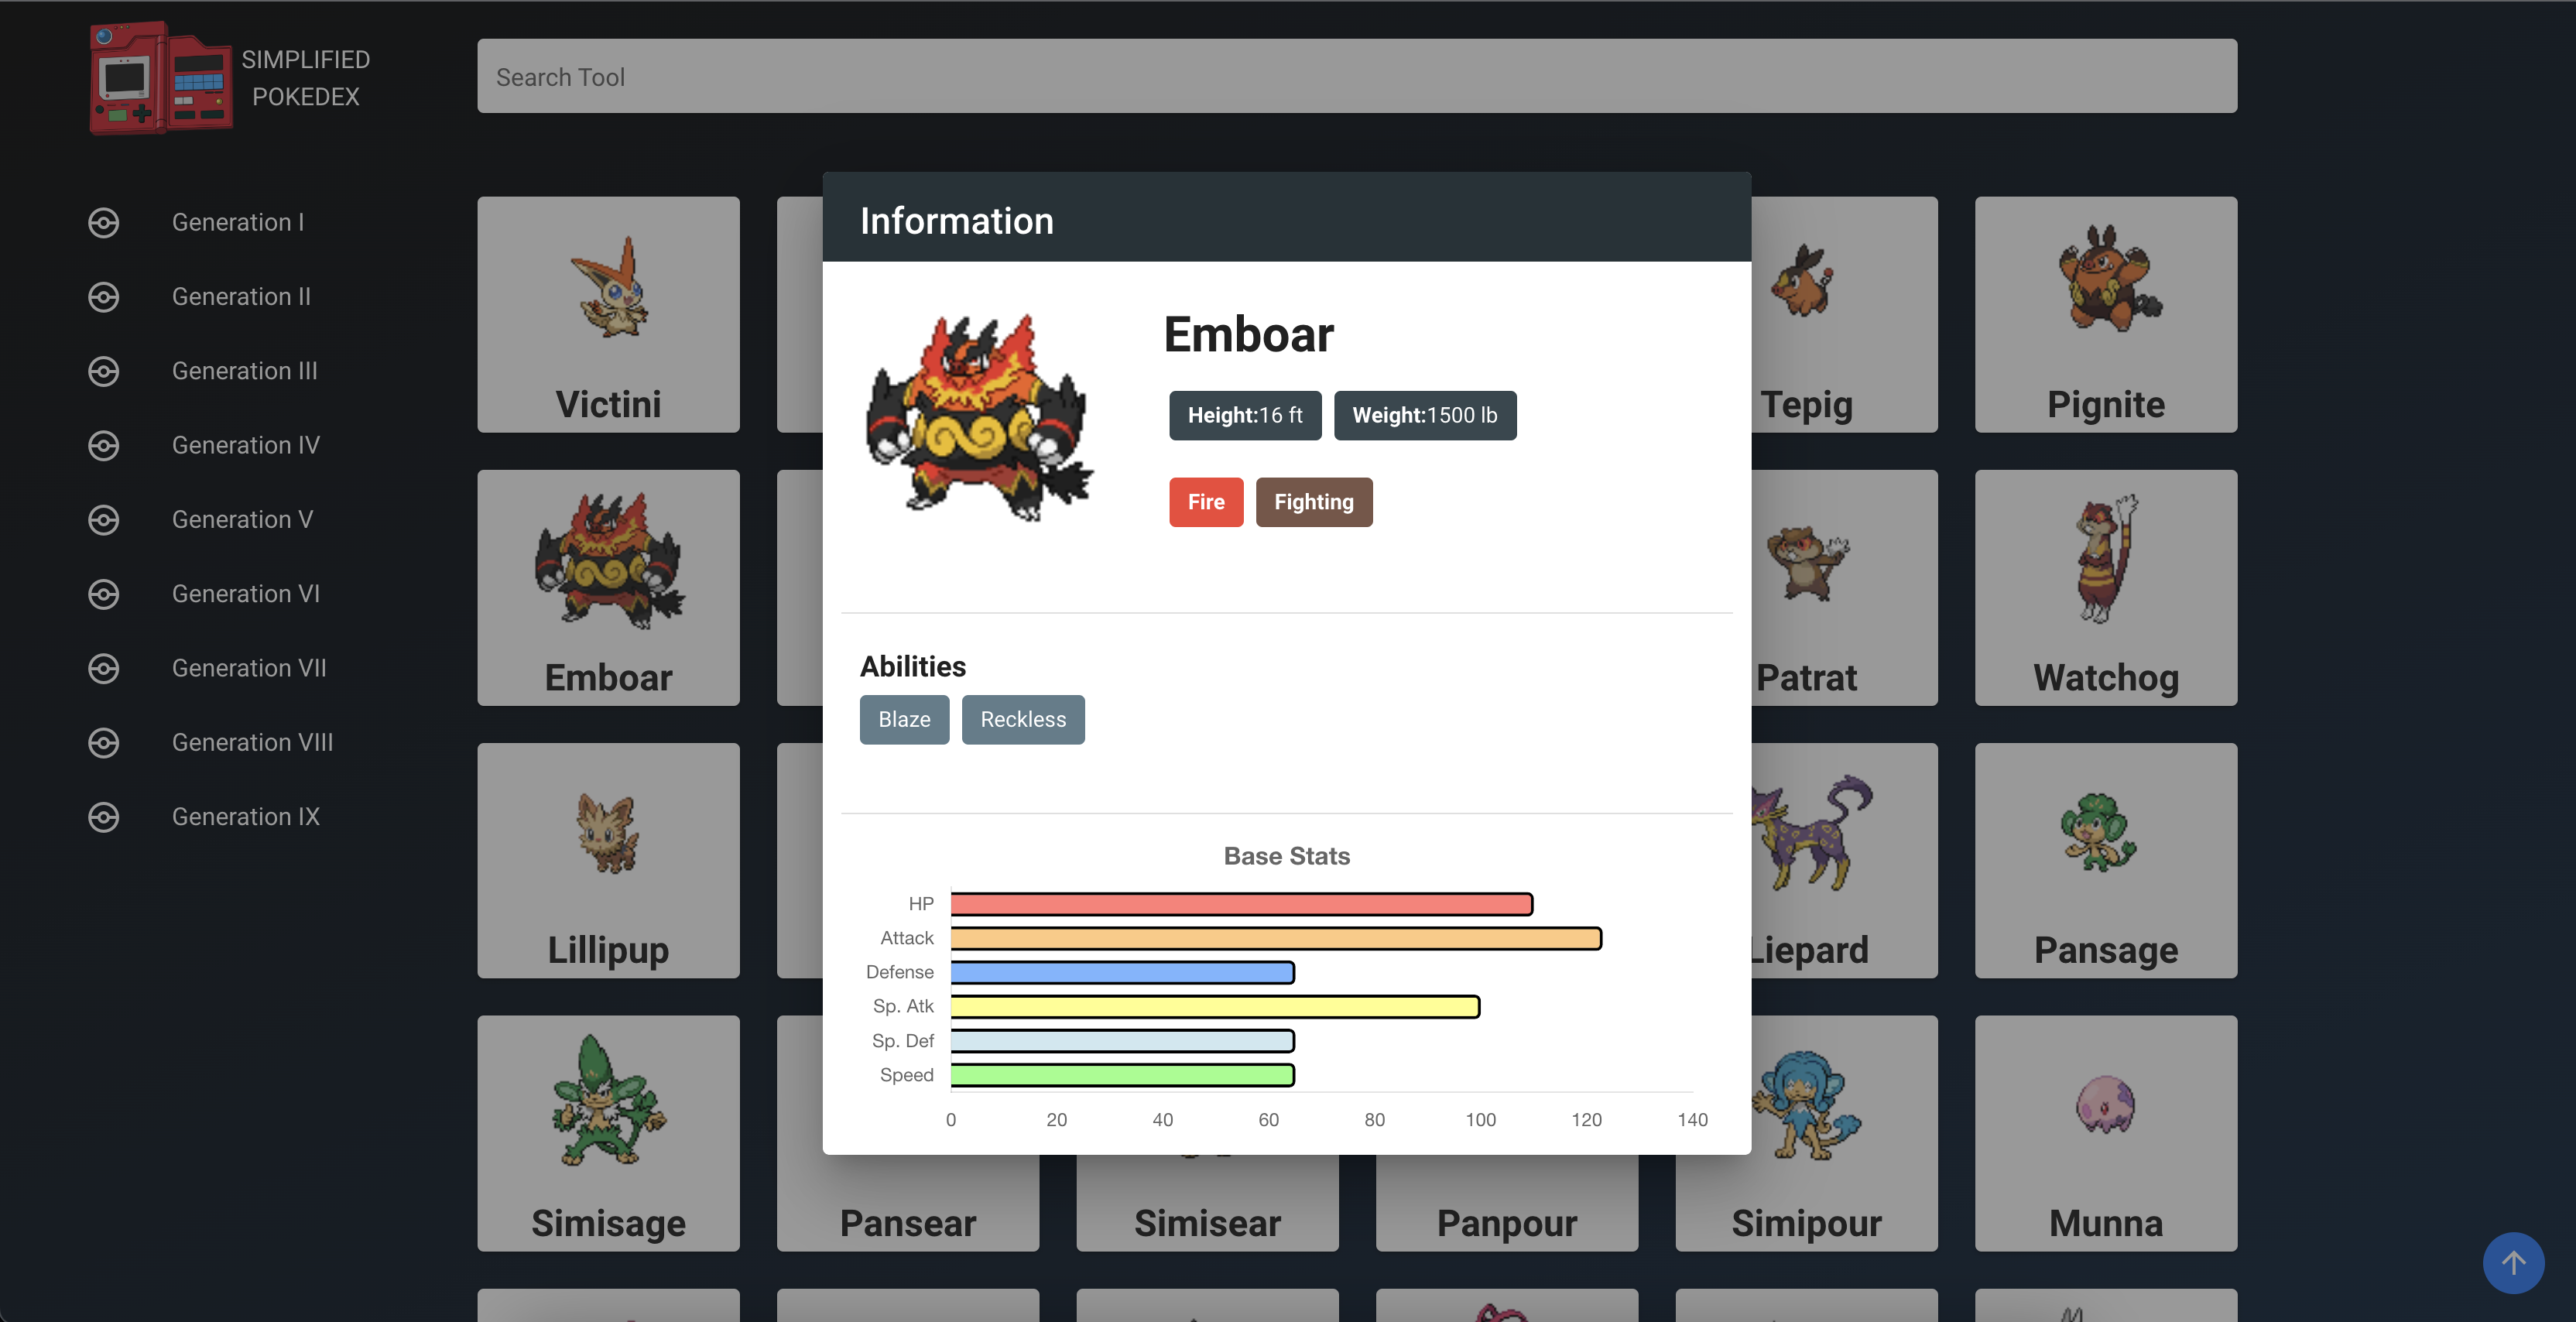 SIMPLIFIED
POKEDEX
Search Tool
Generation I
Generation II
Generation III
Generation IV
Generation V
Generation VI
Generation VII
Generation VIII
Generation IX
Victini
Tepig
Pignite
Emboar
Patrat
Watchog
Lillipup
Liepard
Pansage
Simisage
Pansear
Simisear
Panpour
Simipour
Munna
Information
Emboar
Height:16 ft
Weight:1500 lb
Fire
Fighting
Abilities
Blaze
Reckless
Base Stats
HP
Attack
Defense
Sp. Atk
Sp. Def
Speed
0 20 40 60 80 100 120 140